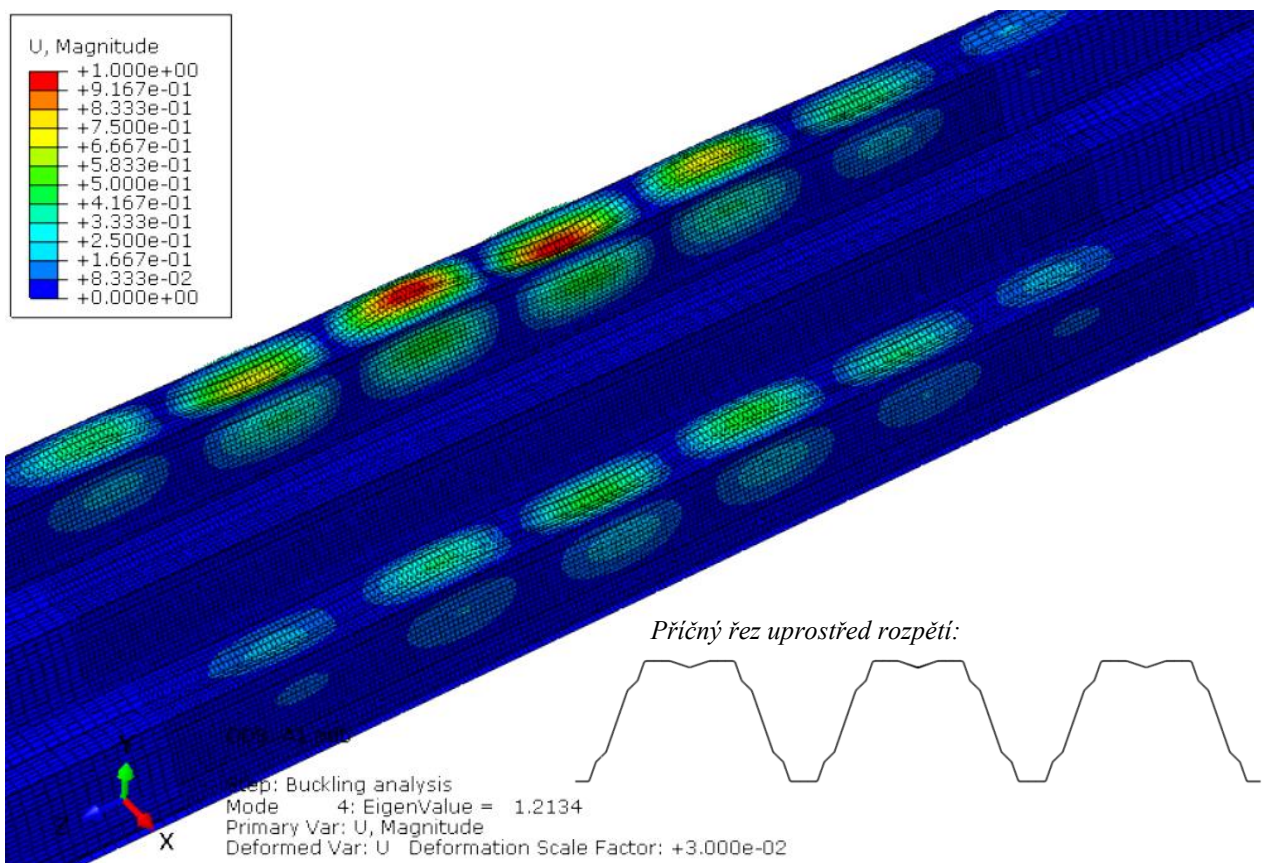 U, Magnitude
+1.000e+00
+9.167e-01
+8.333e-01
+7.500e-01
+6.667e-01
+5.833e-01
+5.000e-01
+4.167e-01
+3.333e-01
+2.500e-01
+1.667e-01
+8.333e-02
+0.000e+00
Příčný řez uprostřed rozpětí:
Y
Z
X
Step: Buckling analysis
Mode 4: EigenValue = 1.2134
Primary Var: U, Magnitude
Deformed Var: U Deformation Scale Factor: +3.000e-02